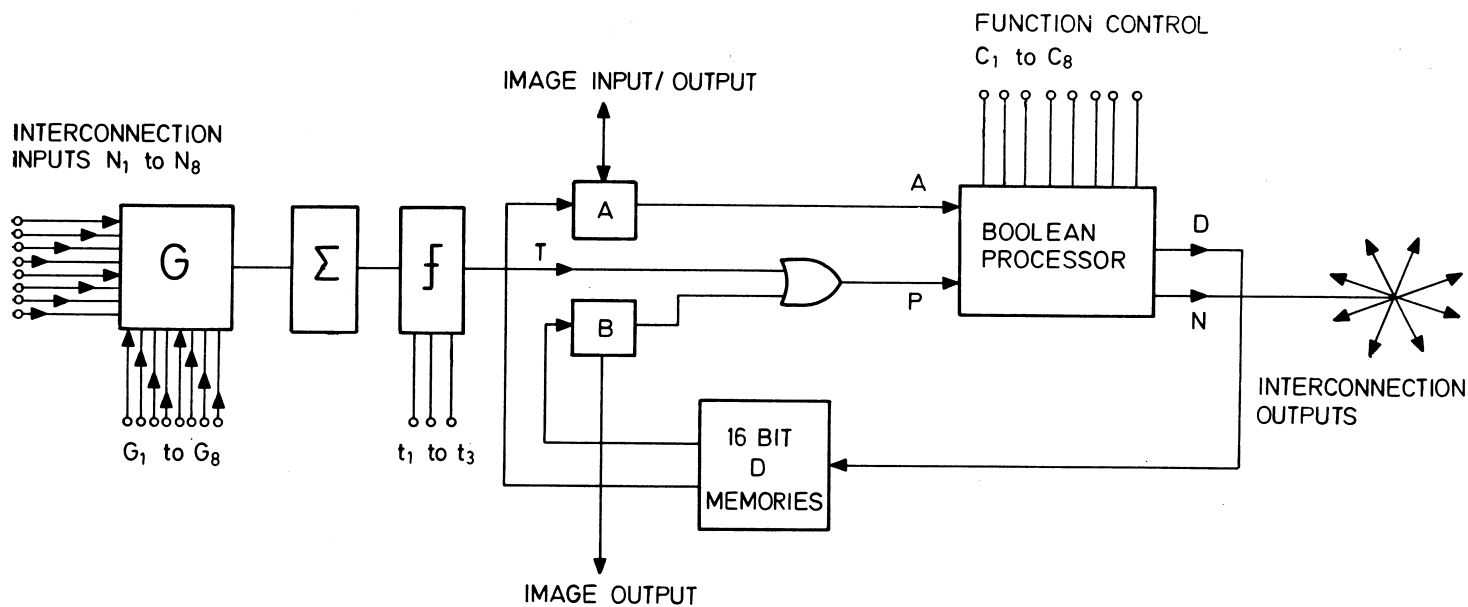 FUNCTION CONTROL
C₁ to C₈
IMAGE INPUT/ OUTPUT
INTERCONNECTION
INPUTS N₁ to N₈
A
A
G
Σ
T
BOOLEAN
PROCESSOR
D
P
N
B
G₁ to G₈
t₁ to t₃
16 BIT
D
MEMORIES
INTERCONNECTION
OUTPUTS
IMAGE OUTPUT